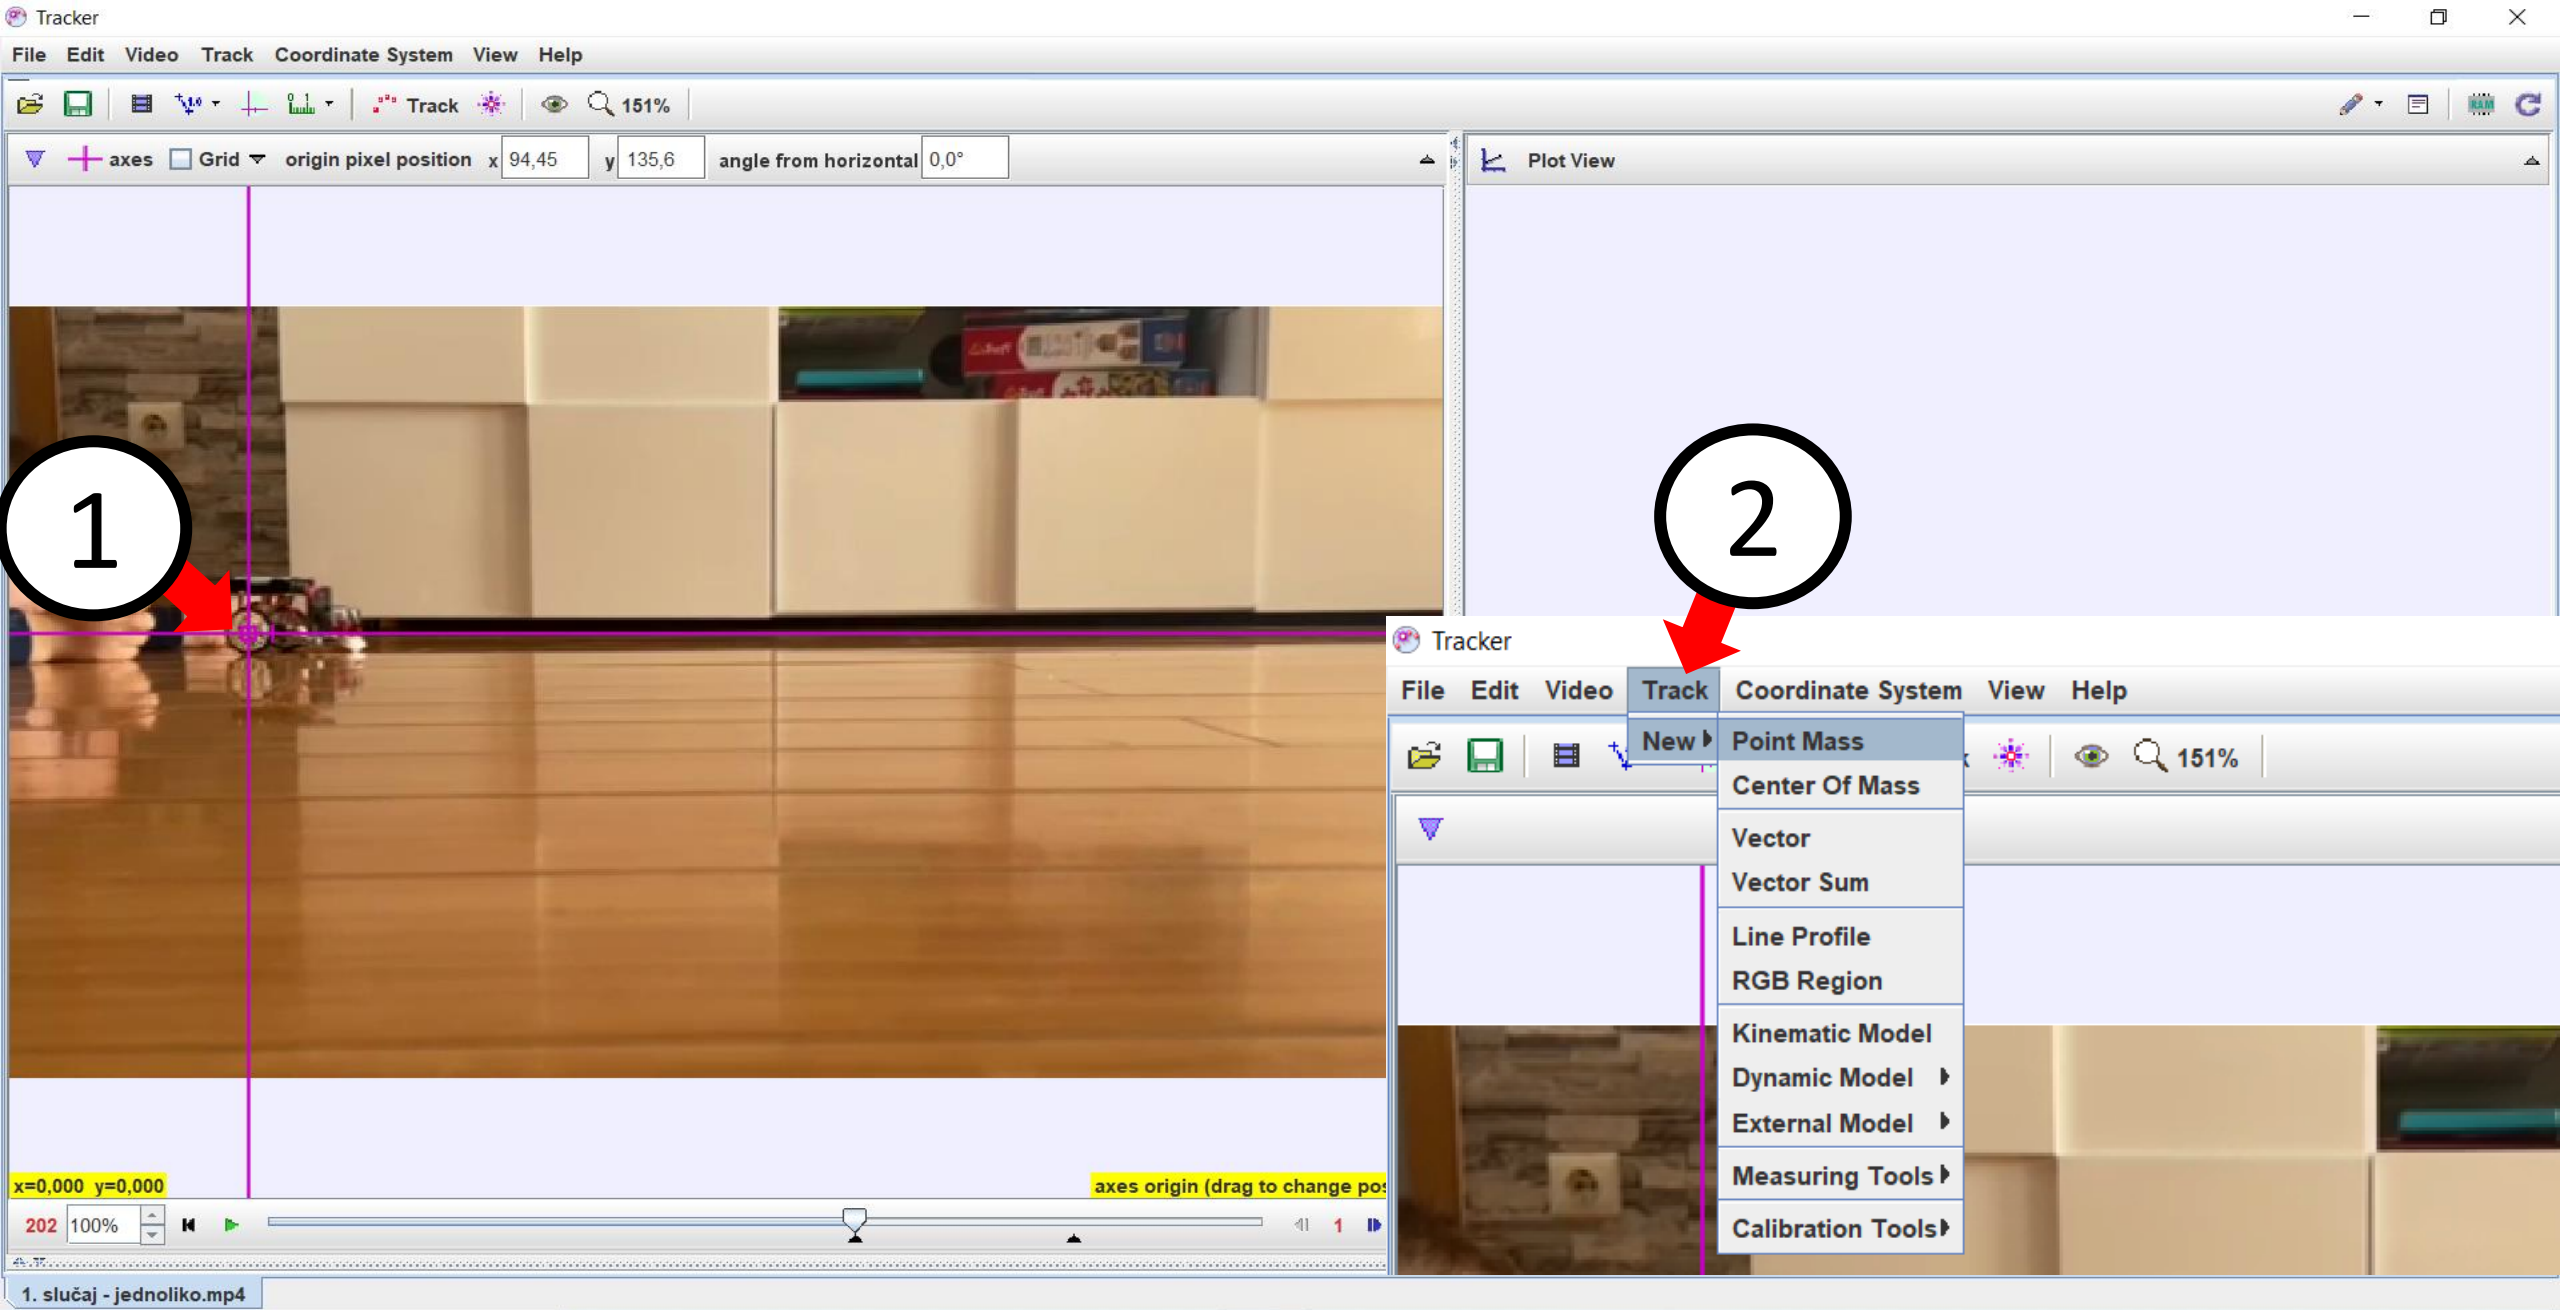 Tracker
File Edit Video Track Coordinate System View Help
Track 151%
RAM
axes Grid origin pixel position x 94,45 y 135,6 angle from horizontal 0,0°
Plot View
1
2
x=0,000 y=0,000
axes origin (drag to change pos
202 100% 1
1. slučaj - jednoliko.mp4
Tracker
File Edit Video Track Coordinate System View Help
New Point Mass
151%
Center Of Mass
Vector
Vector Sum
Line Profile
RGB Region
Kinematic Model
Dynamic Model
External Model
Measuring Tools
Calibration Tools